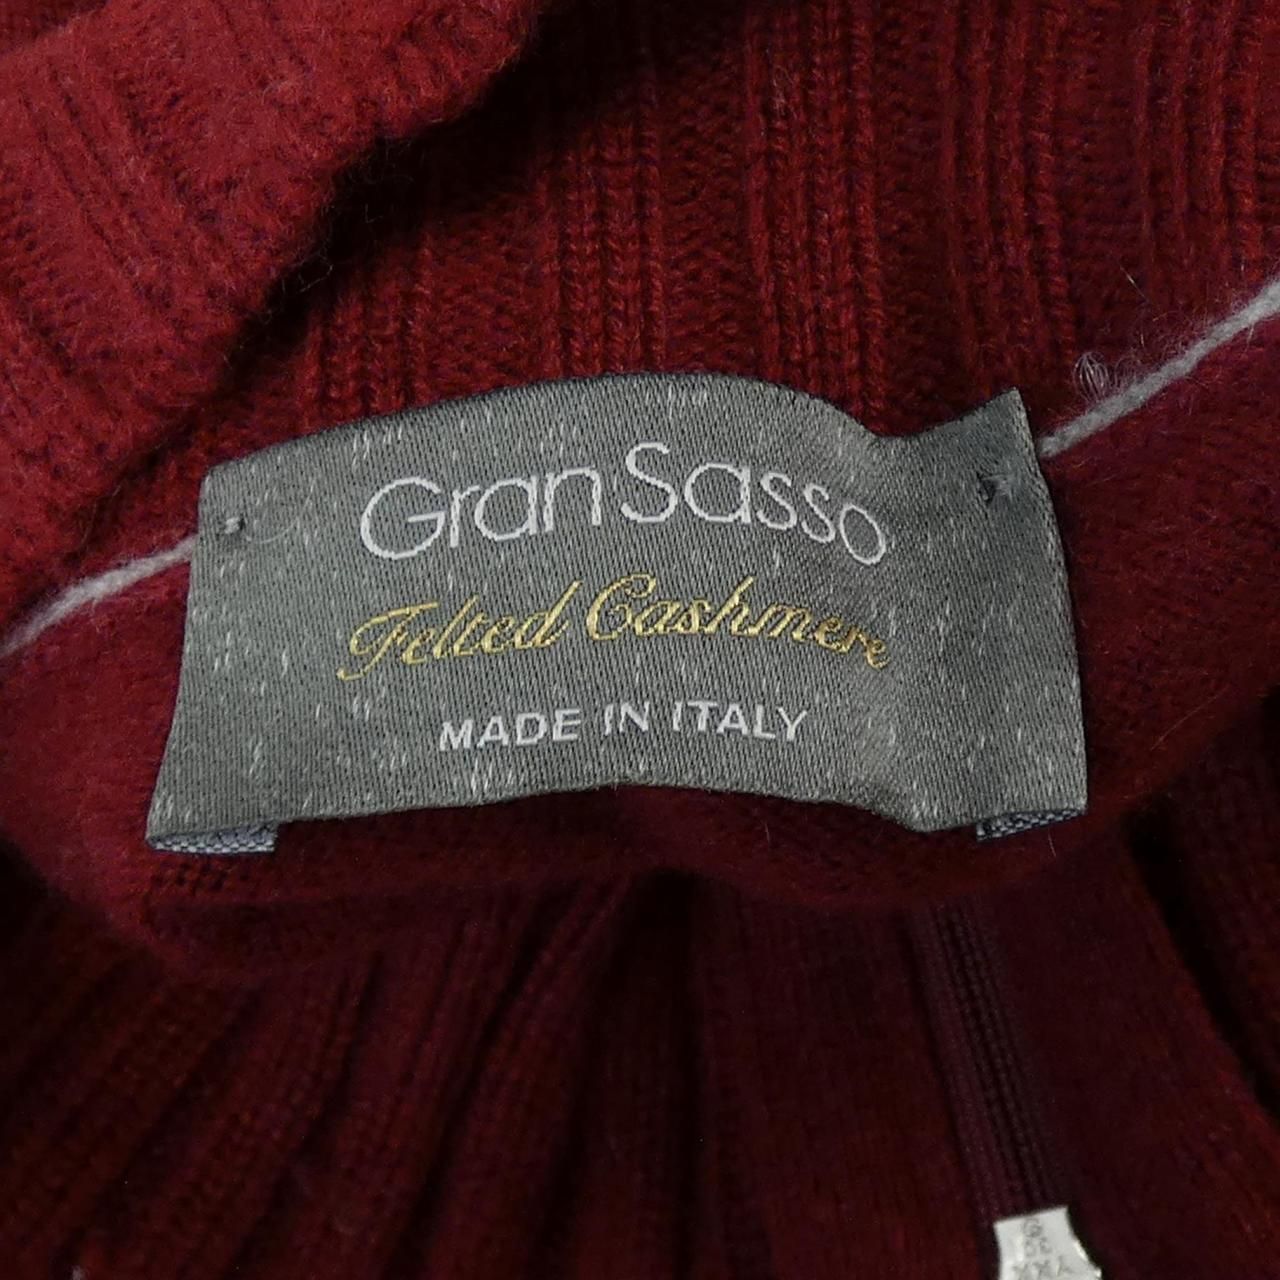 Gran Sasso
Felted Cashmere
MADE IN ITALY